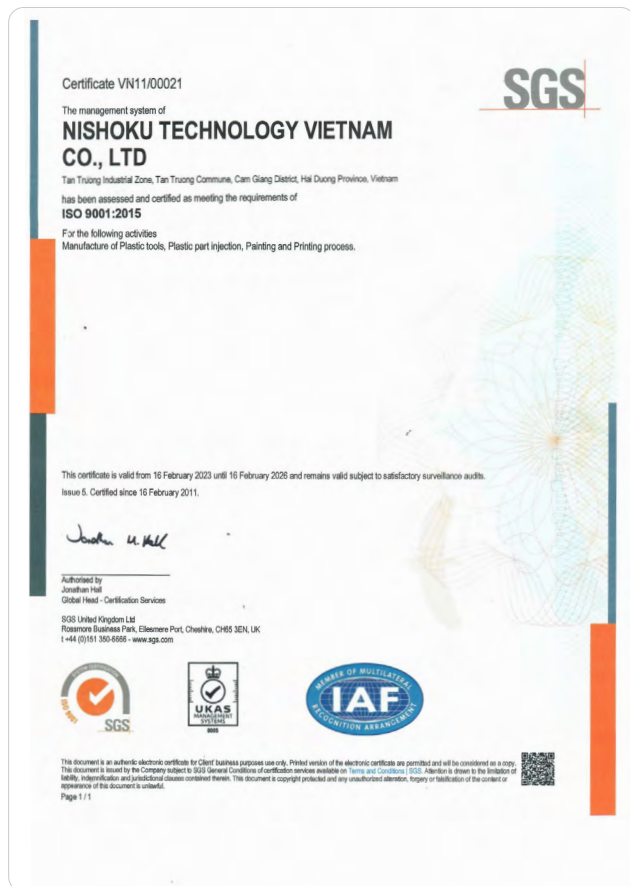 Certificate VN11/00021
SGS
The management system of
NISHOKU TECHNOLOGY VIETNAM
CO., LTD
Tan Truong Industrial Zone, Tan Truong Commune, Cam Giang District, Hai Duong Province, Vietnam
has been assessed and certified as meeting the requirements of
ISO 9001:2015
For the following activities
Manufacture of Plastic tools, Plastic part injection, Painting and Printing process.
This certificate is valid from 16 February 2023 until 16 February 2026 and remains valid subject to satisfactory surveillance audits.
Issue 5. Certified since 16 February 2011.
Authorised by
Jonathan Hall
Global Head - Certification Services
SGS United Kingdom Ltd
Rossmore Business Park, Ellesmere Port, Cheshire, CH65 3EN, UK
t +44 (0)151 350-6666 - www.sgs.com
ISO 9001
SGS
UKAS
MANAGEMENT
SYSTEMS
0005
MEMBER OF MULTILATERAL
IAF
RECOGNITION ARRANGEMENT
This document is an authentic electronic certificate for Client' business purposes use only. Printed version of the electronic certificate are permitted and will be considered as a copy.
This document is issued by the Company subject to SGS General Conditions of certification services available on Terms and Conditions | SGS. Attention is drawn to the limitation of
liability, indemnification and jurisdictional clauses contained therein. This document is copyright protected and any unauthorized alteration, forgery or falsification of the content or
appearance of this document is unlawful.
Page 1 / 1